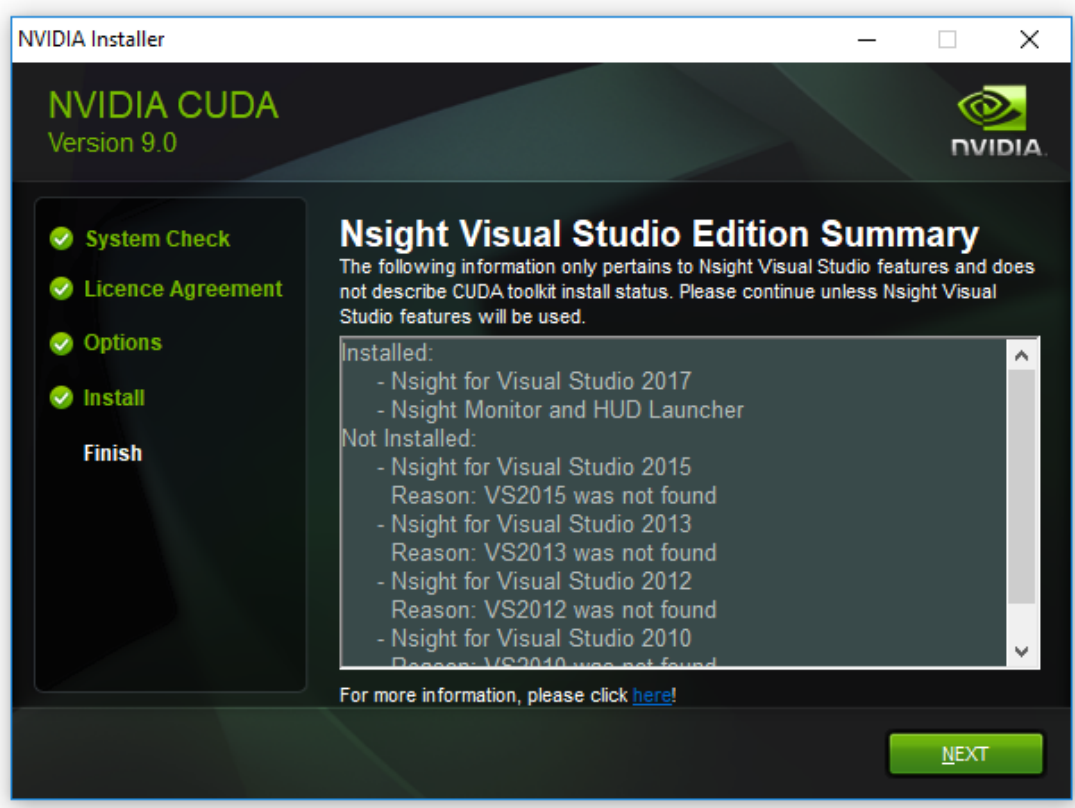 NVIDIA Installer
NVIDIA CUDA
Version 9.0
NVIDIA.
System Check
Licence Agreement
Options
Install
Finish
Nsight Visual Studio Edition Summary
The following information only pertains to Nsight Visual Studio features and does
not describe CUDA toolkit install status. Please continue unless Nsight Visual
Studio features will be used.
Installed:
- Nsight for Visual Studio 2017
- Nsight Monitor and HUD Launcher
Not Installed:
- Nsight for Visual Studio 2015
Reason: VS2015 was not found
- Nsight for Visual Studio 2013
Reason: VS2013 was not found
- Nsight for Visual Studio 2012
Reason: VS2012 was not found
- Nsight for Visual Studio 2010
Reason: VS2010 was not found
For more information, please click here!
NEXT